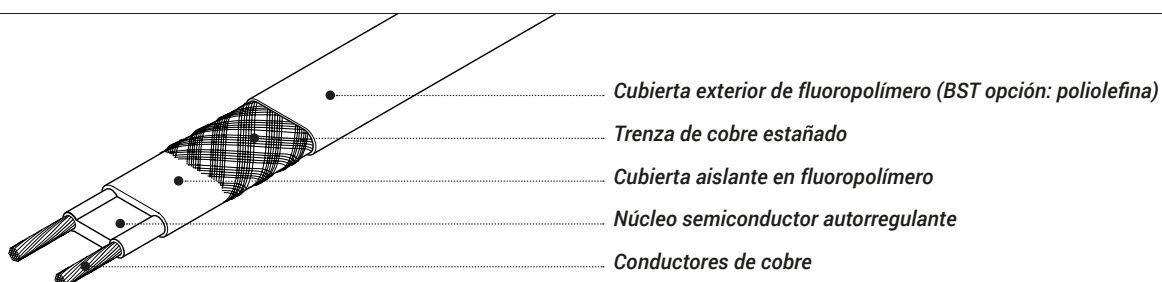 Cubierta exterior de fluoropolímero (BST opción: poliolefina)
Trenza de cobre estañado
Cubierta aislante en fluoropolímero
Núcleo semiconductor autorregulante
Conductores de cobre